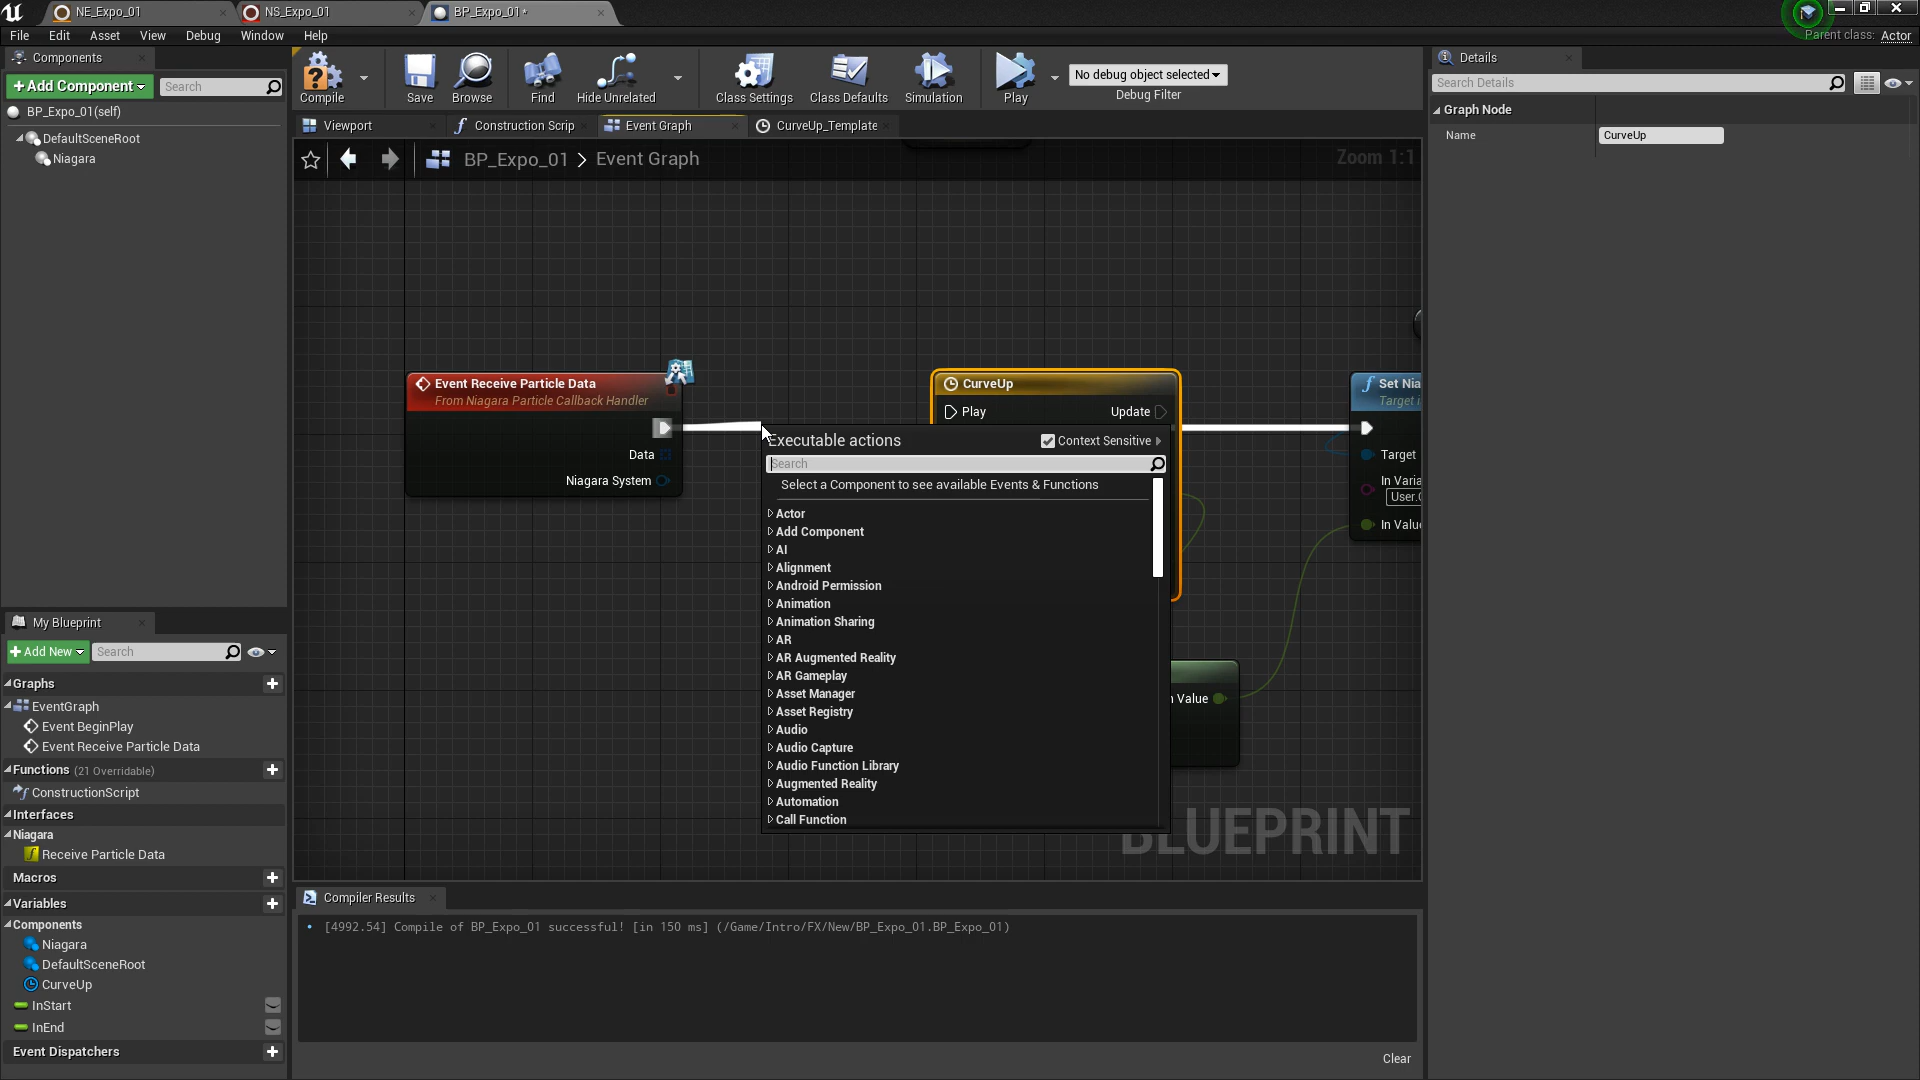 NE_Expo_01
NS_Expo_01
BP_Expo_01*
File Edit Asset View Debug Window Help
Parent class: Actor
Components
+Add Component
Search
BP_Expo_01(self)
DefaultSceneRoot
Niagara
Compile
Save
Browse
Find
Hide Unrelated
Class Settings
Class Defaults
Simulation
Play
No debug object selected
Debug Filter
Viewport
Construction Scrip
Event Graph
CurveUp_Template
BP_Expo_01 > Event Graph
Zoom 1:1
Event Receive Particle Data
From Niagara Particle Callback Handler
Data
Niagara System
CurveUp
Play
Update
Set Nia
Target i
Target
In Varia
User.
In Valu
n Value
Executable actions
Context Sensitive
Search
Select a Component to see available Events & Functions
Actor
Add Component
AI
Alignment
Android Permission
Animation
Animation Sharing
AR
AR Augmented Reality
AR Gameplay
Asset Manager
Asset Registry
Audio
Audio Capture
Audio Function Library
Augmented Reality
Automation
Call Function
BLUEPRINT
My Blueprint
+Add New
Search
Graphs
EventGraph
Event BeginPlay
Event Receive Particle Data
Functions (21 Overridable)
ConstructionScript
Interfaces
Niagara
Receive Particle Data
Macros
Variables
Components
Niagara
DefaultSceneRoot
CurveUp
InStart
InEnd
Event Dispatchers
Compiler Results
[4992.54] Compile of BP_Expo_01 successful! [in 150 ms] (/Game/Intro/FX/New/BP_Expo_01.BP_Expo_01)
Clear
Details
Search Details
Graph Node
Name
CurveUp